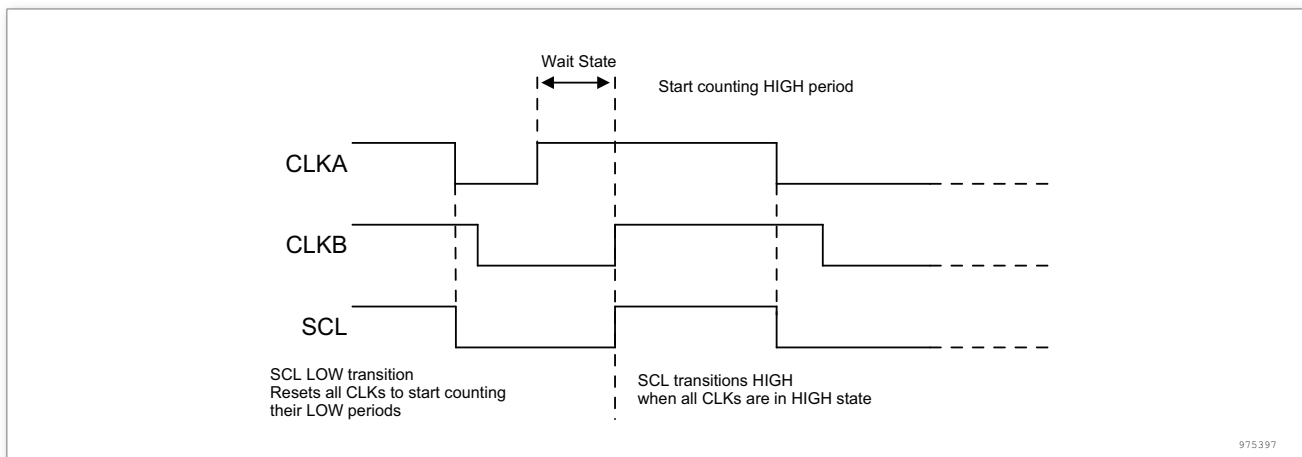 Wait State
Start counting HIGH period
CLKA
CLKB
SCL
SCL LOW transition
Resets all CLKs to start counting
their LOW periods
SCL transitions HIGH
when all CLKs are in HIGH state
975397